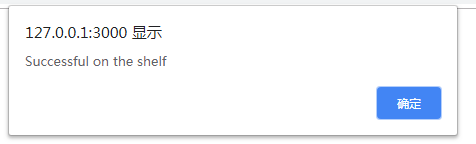 127.0.0.1:3000 显示
Successful on the shelf
确定